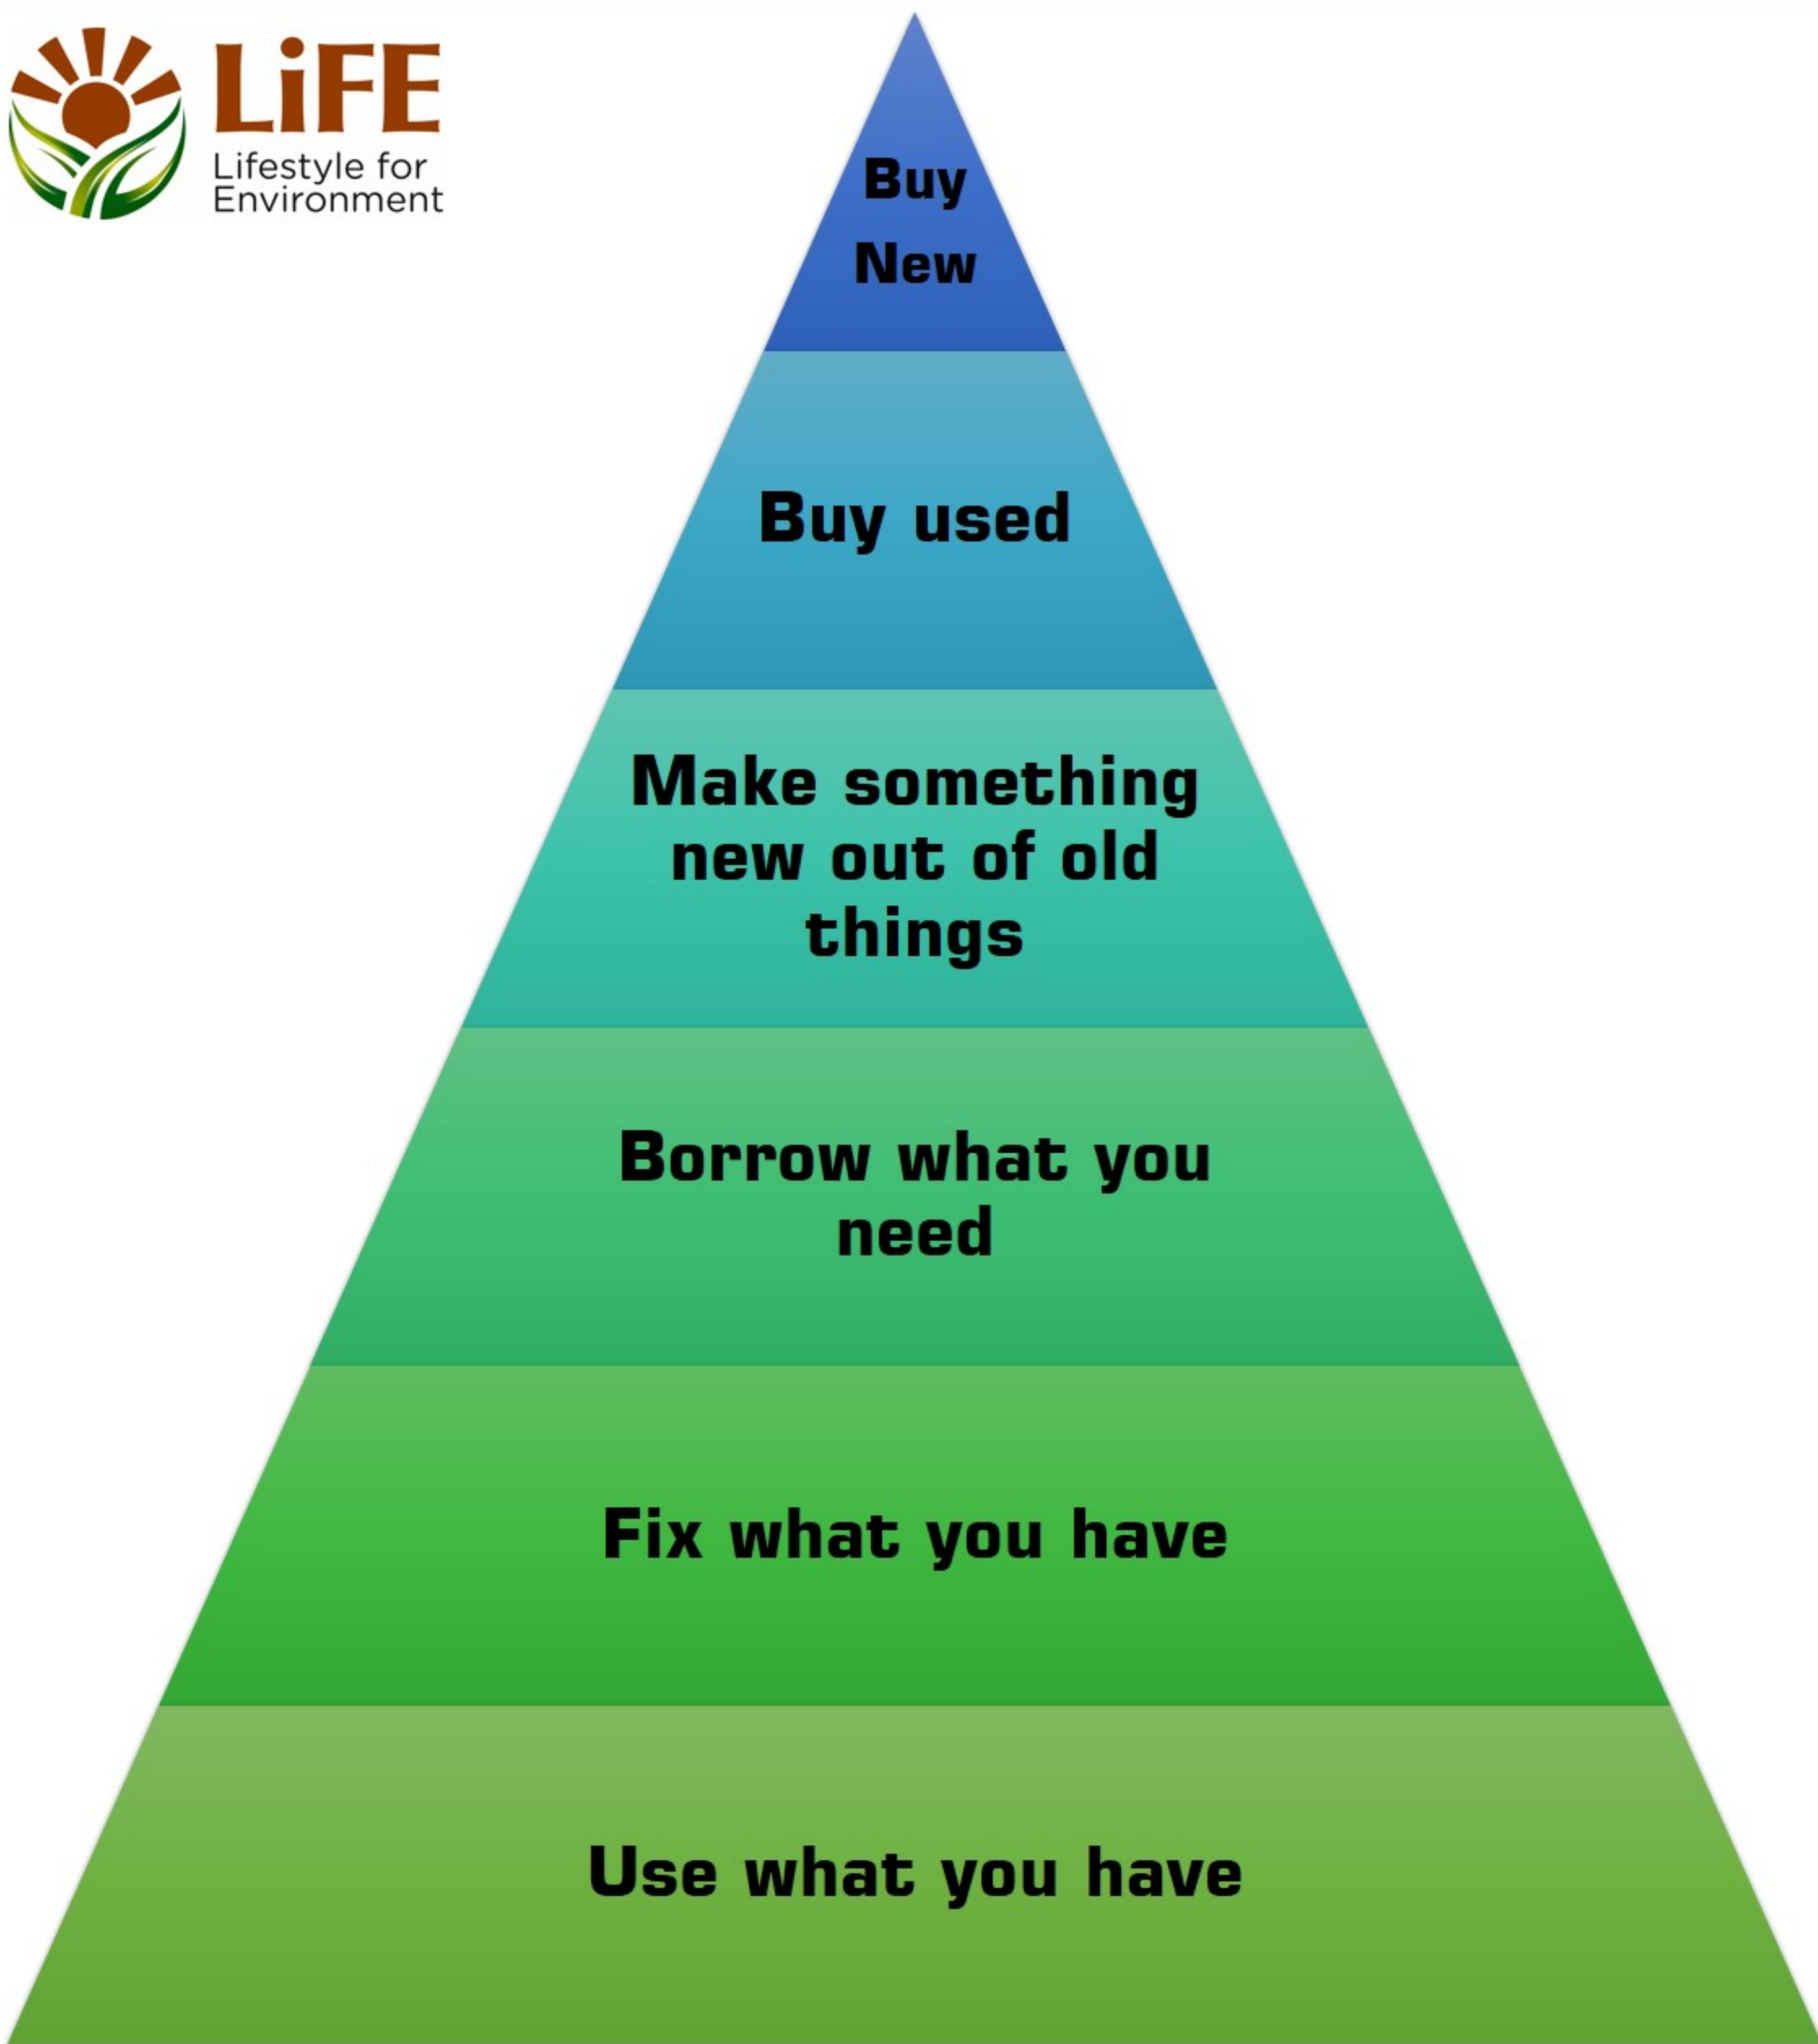 LiFE
Lifestyle for
Environment
Buy
New
Buy used
Make something
new out of old
things
Borrow what you
need
Fix what you have
Use what you have